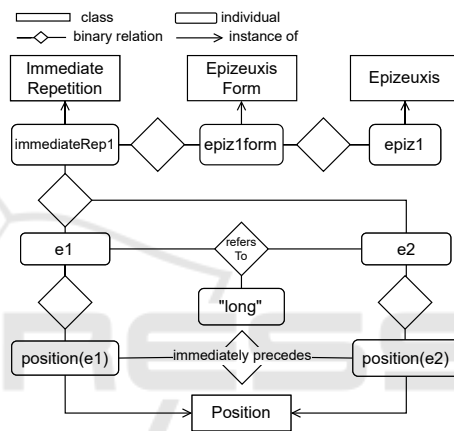 class
individual
binary relation
instance of
Immediate
Repetition
Epizeuxis
Form
Epizeuxis
immediateRep1
epiz1form
epiz1
e1
refers
To
e2
"long"
position(e1)
immediately precedes
position(e2)
Position